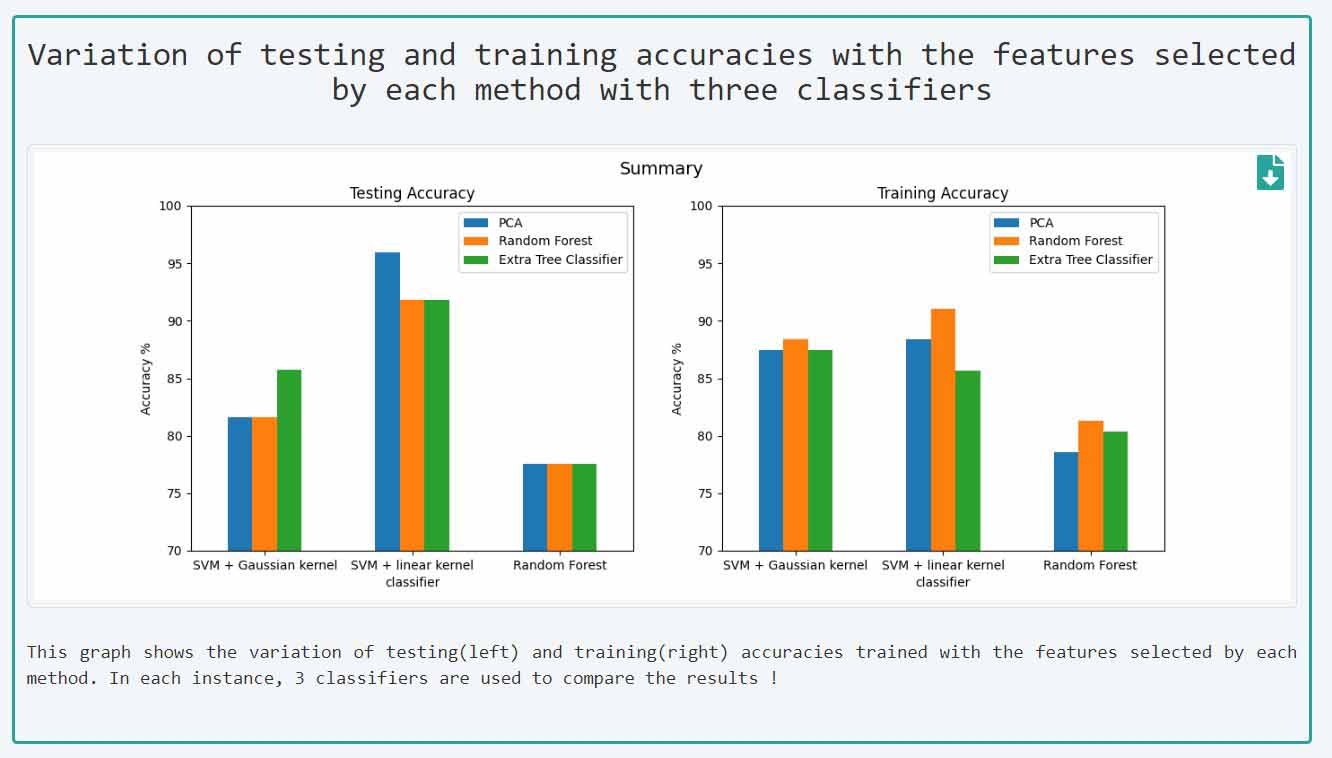 Variation of testing and training accuracies with the features selected
by each method with three classifiers
Summary
Testing Accuracy
100
95
90
85
80
75
70
Accuracy %
PCA
Random Forest
Extra Tree Classifier
SVM + Gaussian kernel
SVM + linear kernel
classifier
Random Forest
Training Accuracy
100
95
90
85
80
75
70
Accuracy %
PCA
Random Forest
Extra Tree Classifier
SVM + Gaussian kernel
SVM + linear kernel
classifier
Random Forest
This graph shows the variation of testing(left) and training(right) accuracies trained with the features selected by each
method. In each instance, 3 classifiers are used to compare the results !